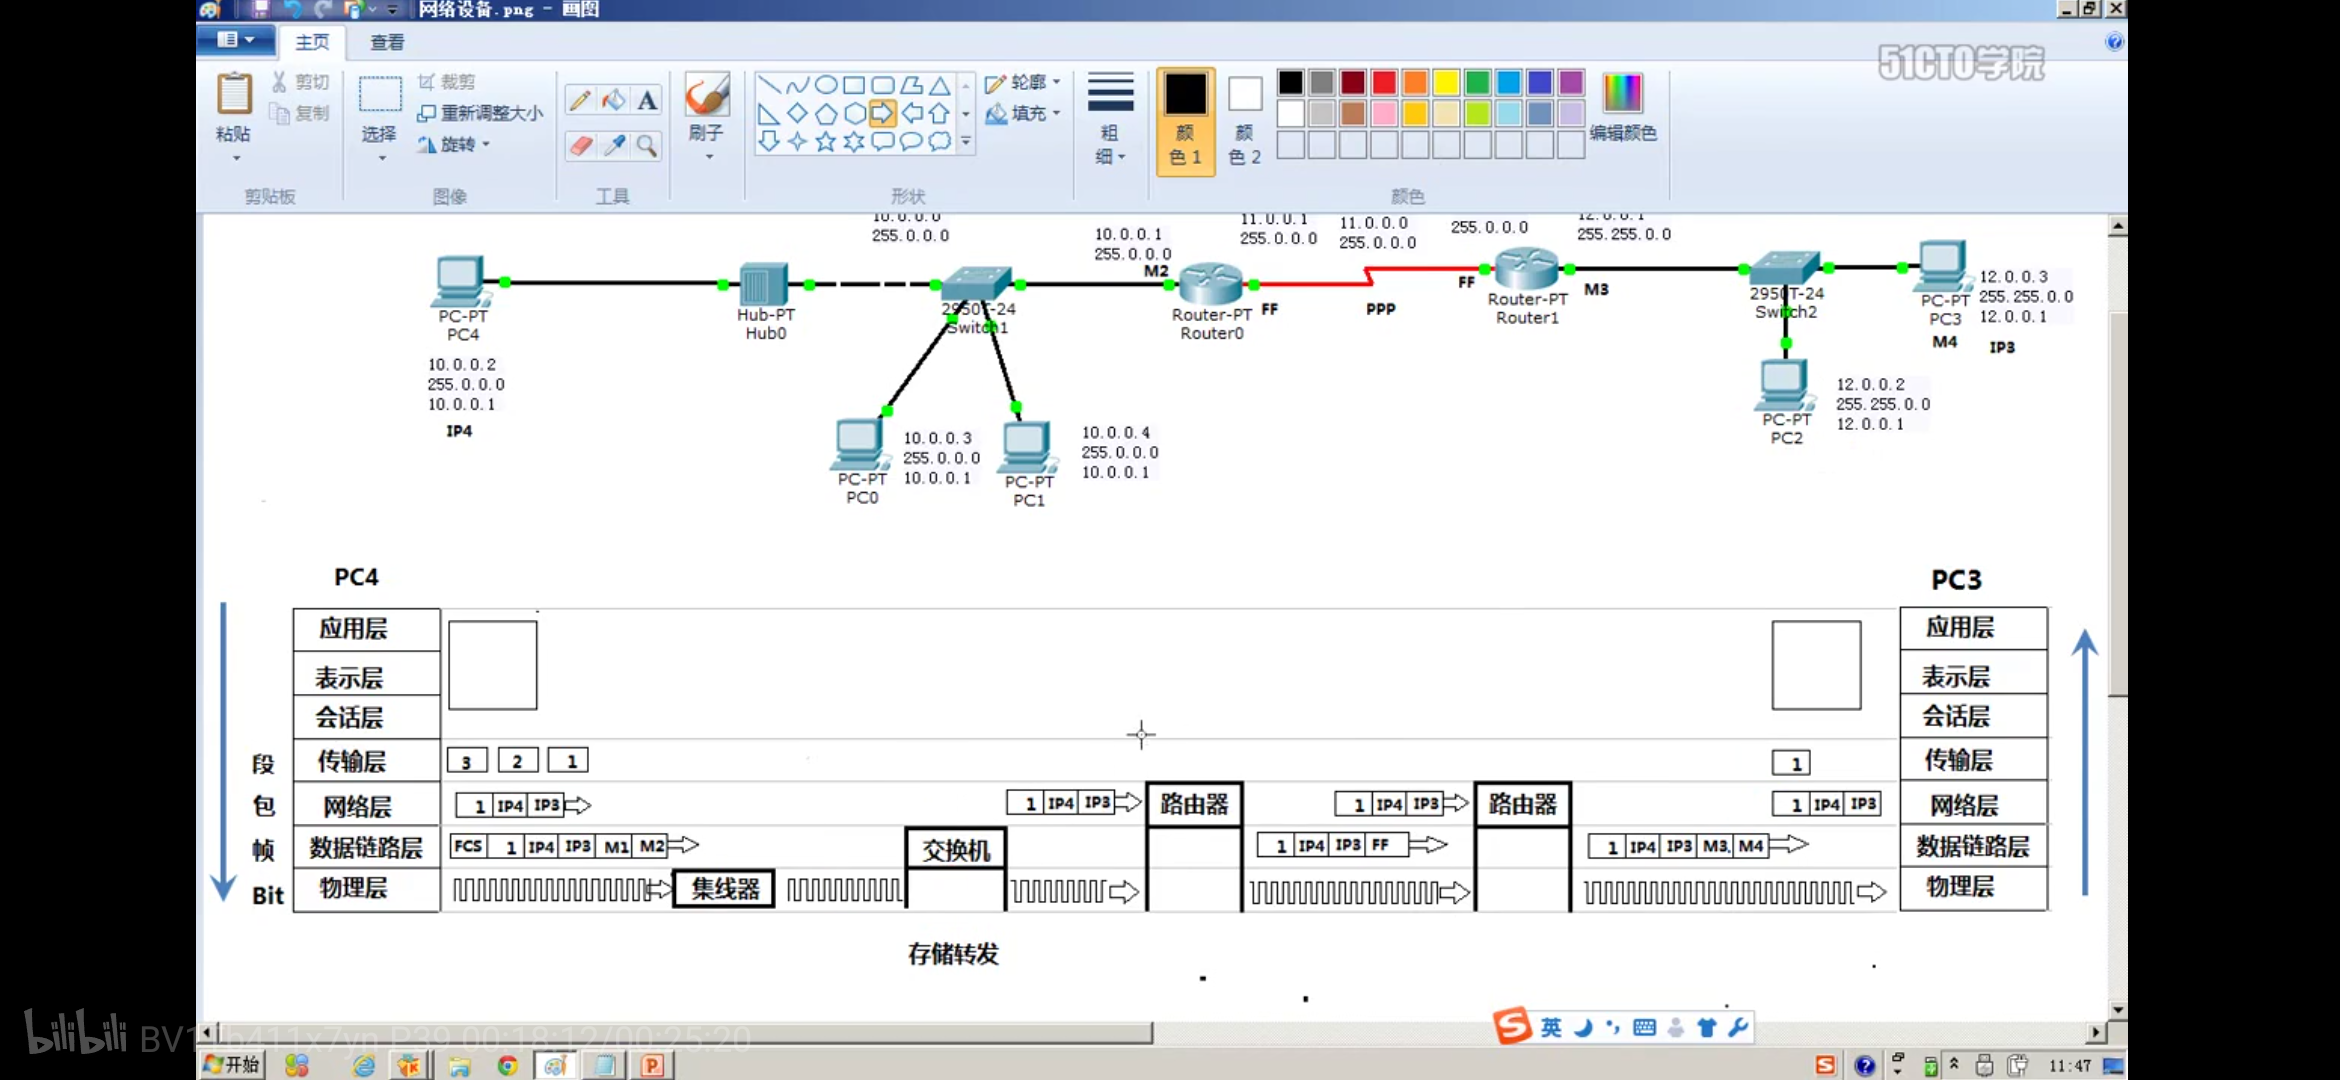 网络设备.png - 画图
主页 查看
51CTO学院
粘贴 剪切 复制 剪贴板
选择 裁剪 重新调整大小 旋转 图像
A 工具
刷子
轮廓 填充 形状
粗细
颜色 1 颜色 2 编辑颜色 颜色
10.0.0.0
255.0.0.0
10.0.0.1
255.0.0.0
M2
11.0.0.1
255.0.0.0
11.0.0.0
255.0.0.0
255.0.0.0
12.0.0.1
255.255.0.0
PC-PT
PC4
10.0.0.2
255.0.0.0
10.0.0.1
IP4
Hub-PT
Hub0
2950T-24
Switch1
Router-PT
Router0
FF
PPP
FF
Router-PT
Router1
M3
2950T-24
Switch2
PC-PT
PC3
M4
12.0.0.3
255.255.0.0
12.0.0.1
IP3
PC-PT
PC2
12.0.0.2
255.255.0.0
12.0.0.1
PC-PT
PC0
10.0.0.3
255.0.0.0
10.0.0.1
PC-PT
PC1
10.0.0.4
255.0.0.0
10.0.0.1
PC4 PC3
应用层 应用层
表示层 表示层
会话层 会话层
段 传输层 3 2 1 1 传输层
包 网络层 1 IP4 IP3 1 IP4 IP3 路由器 1 IP4 IP3 路由器 1 IP4 IP3 网络层
帧 数据链路层 FCS 1 IP4 IP3 M1 M2 交换机 1 IP4 IP3 FF 1 IP4 IP3 M3, M4 数据链路层
Bit 物理层 集线器 物理层
存储转发
英
bilibili
P39 00:18:12/00:25:20
开始
11:47